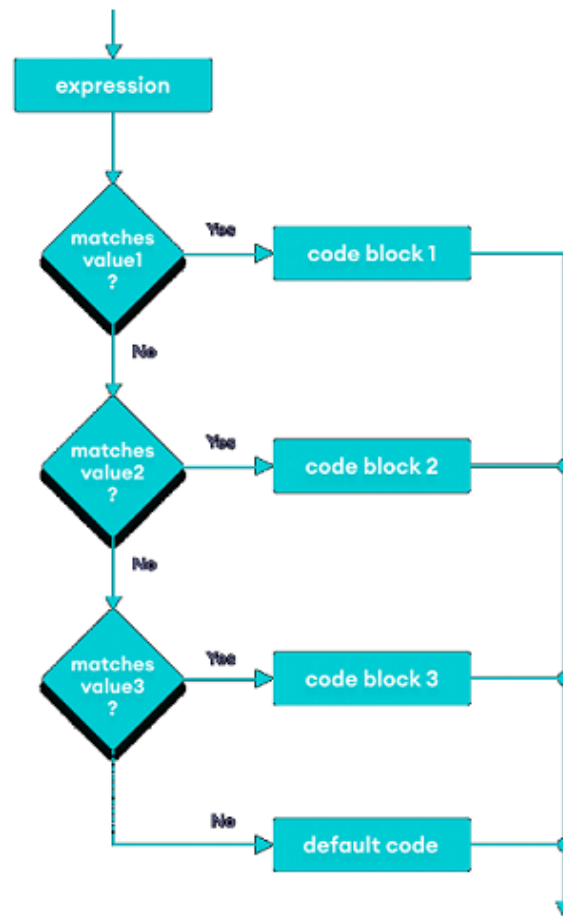 expression
matches
value1
?
Yes
code block 1
No
matches
value2
?
Yes
code block 2
No
matches
value3
?
Yes
code block 3
No
default code